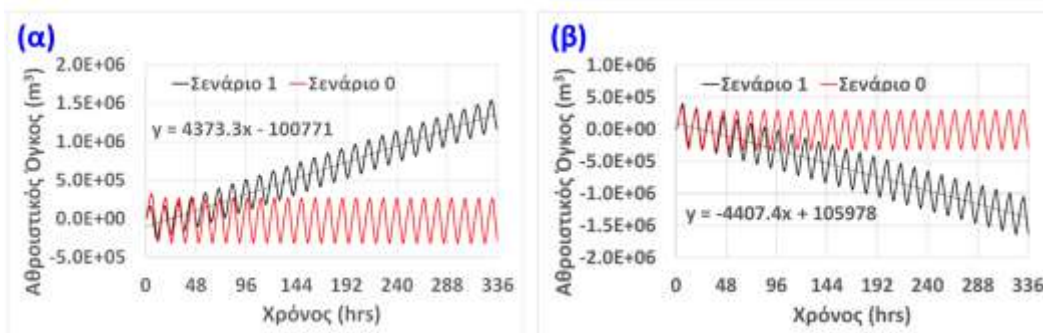 (α)
Αθροιστικός Όγκος (m³)
2.0E+06
1.5E+06
1.0E+06
5.0E+05
0.0E+00
-5.0E+05
Σενάριο 1 Σενάριο 0
y = 4373.3x - 100771
0 48 96 144 192 240 288 336
Χρόνος (hrs)
(β)
Αθροιστικός Όγκος (m³)
1.0E+06
5.0E+05
0.0E+00
-5.0E+05
-1.0E+06
-1.5E+06
-2.0E+06
Σενάριο 1 Σενάριο 0
y = -4407.4x + 105978
0 48 96 144 192 240 288 336
Χρόνος (hrs)